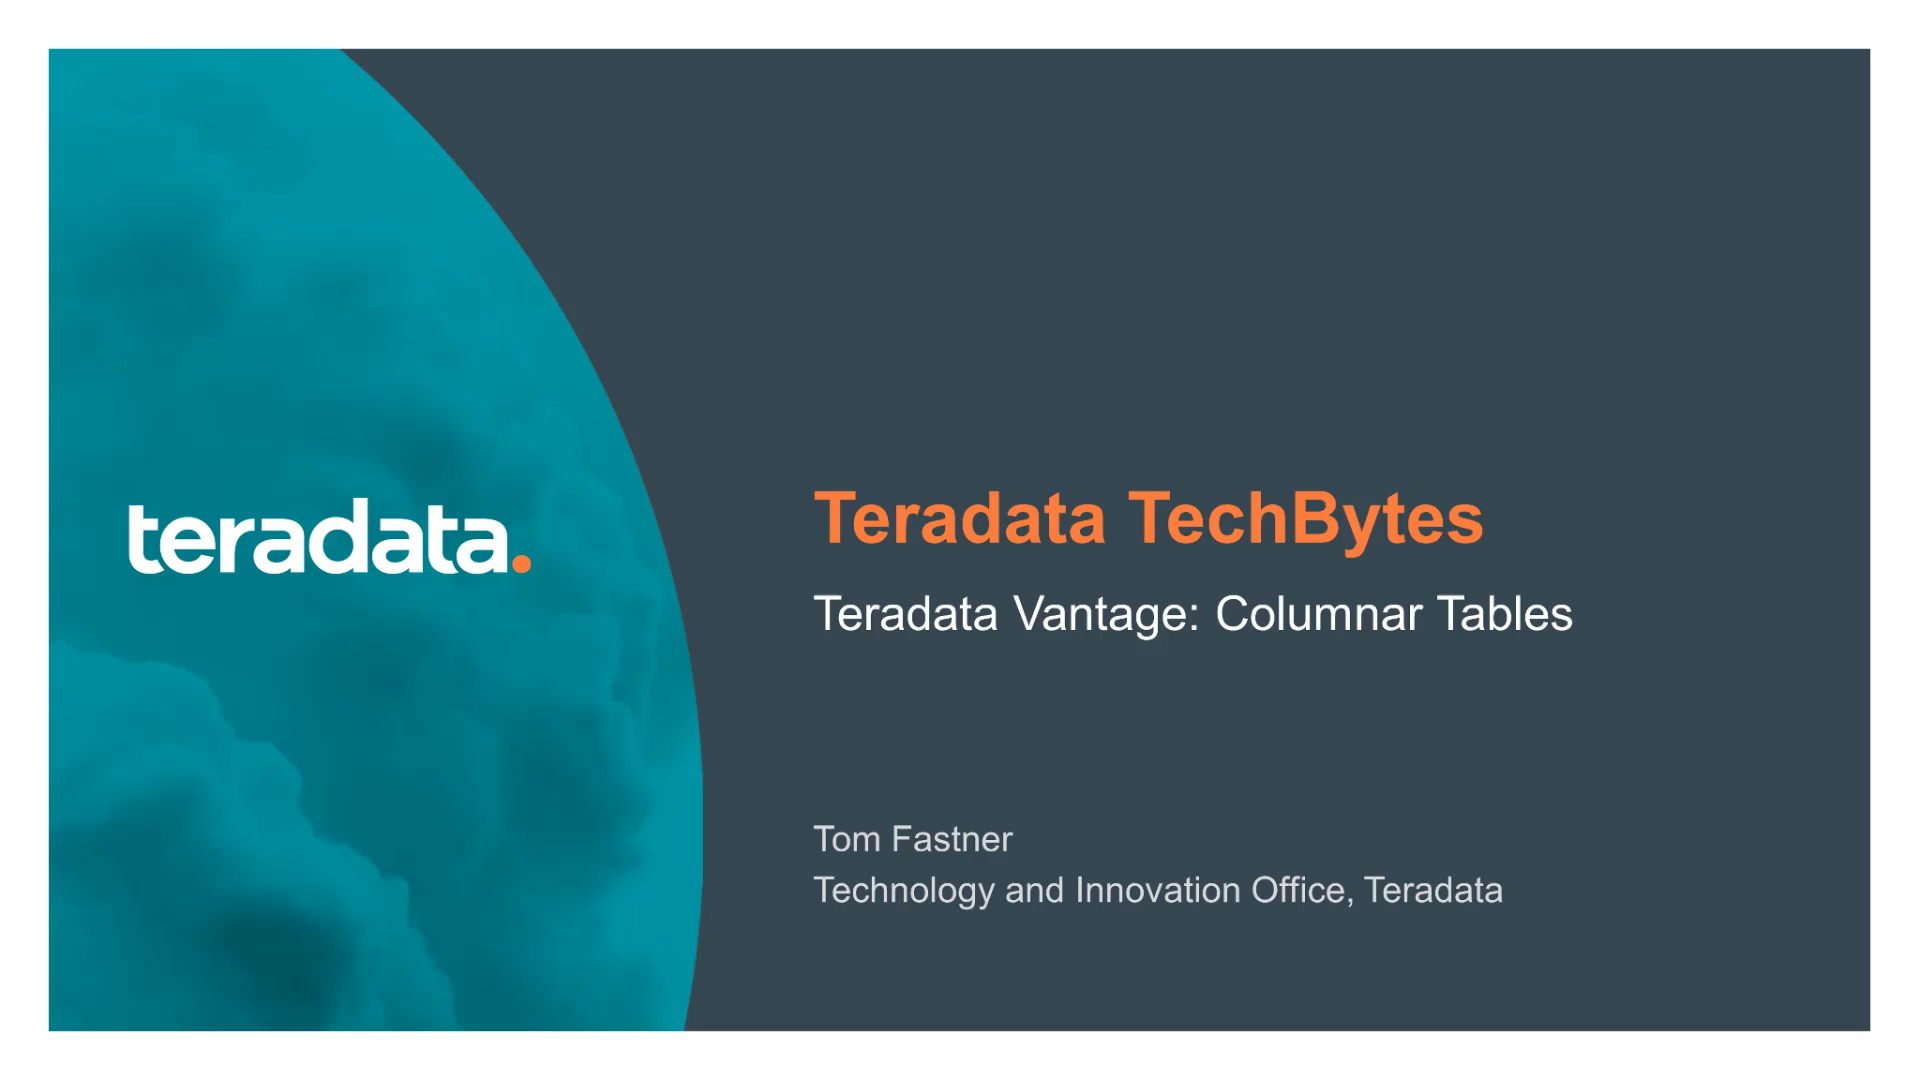 teradata.
Teradata TechBytes
Teradata Vantage: Columnar Tables
Tom Fastner
Technology and Innovation Office, Teradata